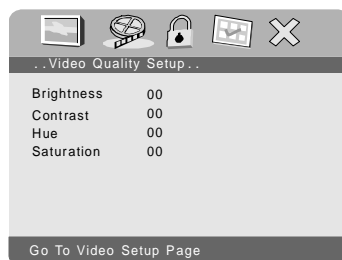 ..Video Quality Setup..
Brightness 00
Contrast 00
Hue 00
Saturation 00
Go To Video Setup Page